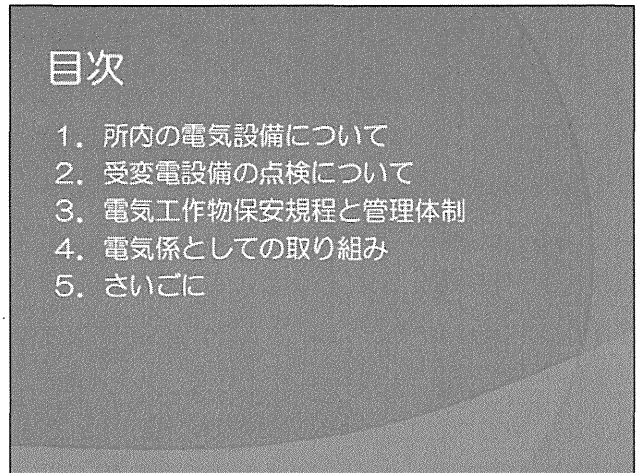 目次
1．所内の電気設備について
2．受変電設備の点検について
3．電気工作物保安規程と管理体制
4．電気係としての取り組み
5．さいごに